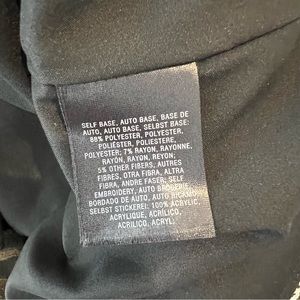 SELF BASE, AUTO BASE, BASE DE
AUTO, AUTO BASE, SELBST BASE:
88% POLYESTER, POLYESTER,
POLIÉSTER, POLIESTERE,
POLYESTER; 7% RAYON, RAYONNE,
RAYÓN, RAYON, REYON;
5% OTHER FIBERS, AUTRES
FIBRES, OTRA FIBRA, ALTRA
FIBRA, ANDRE FASER; SELF
EMBROIDERY, AUTO BRODERIE,
BORDADO DE AUTO, AUTO RICAMO,
SELBST STICKEREI: 100% ACRYLIC,
ACRYLIQUE, ACRÍLICO,
ACRILICO, ACRYL;